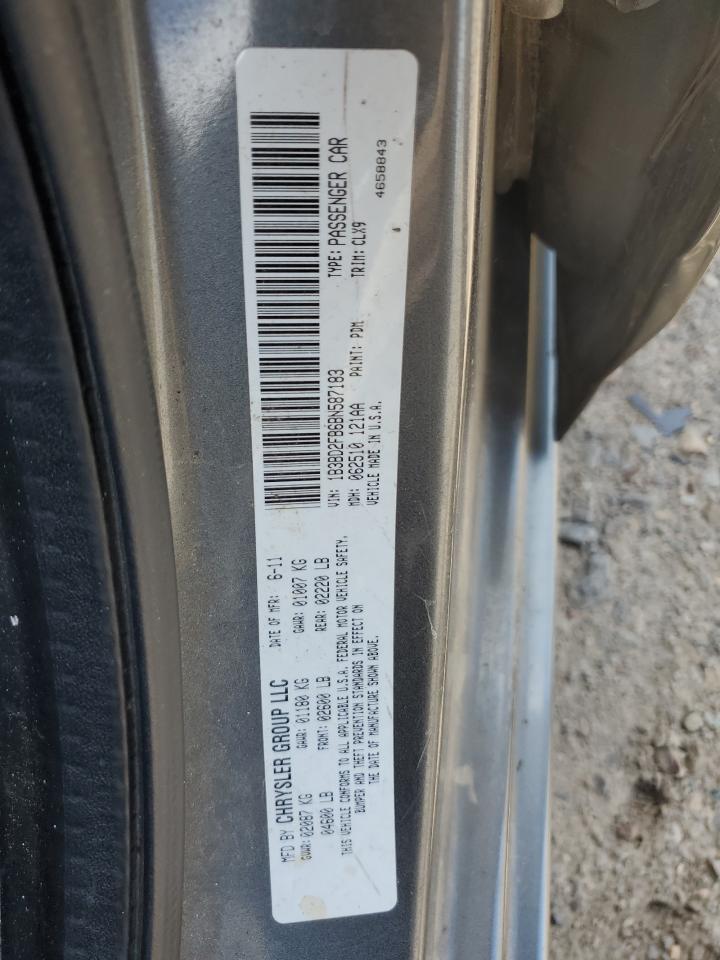 MFD BY CHRYSLER GROUP LLC DATE OF MFR: 6-11
GVWR: 02087 KG GAWR: 01180 KG GAWR: 01007 KG
04600 LB FRONT: 02600 LB REAR: 02220 LB
THIS VEHICLE CONFORMS TO ALL APPLICABLE U.S.A. FEDERAL MOTOR VEHICLE SAFETY,
BUMPER AND THEFT PREVENTION STANDARDS IN EFFECT ON
THE DATE OF MANUFACTURE SHOWN ABOVE.
VIN: 1B3BD2FB6BN587183 TYPE: PASSENGER CAR
MDH: 062510 121AA PAINT: PDM TRIM: CLX9
VEHICLE MADE IN U.S.A. 4658843